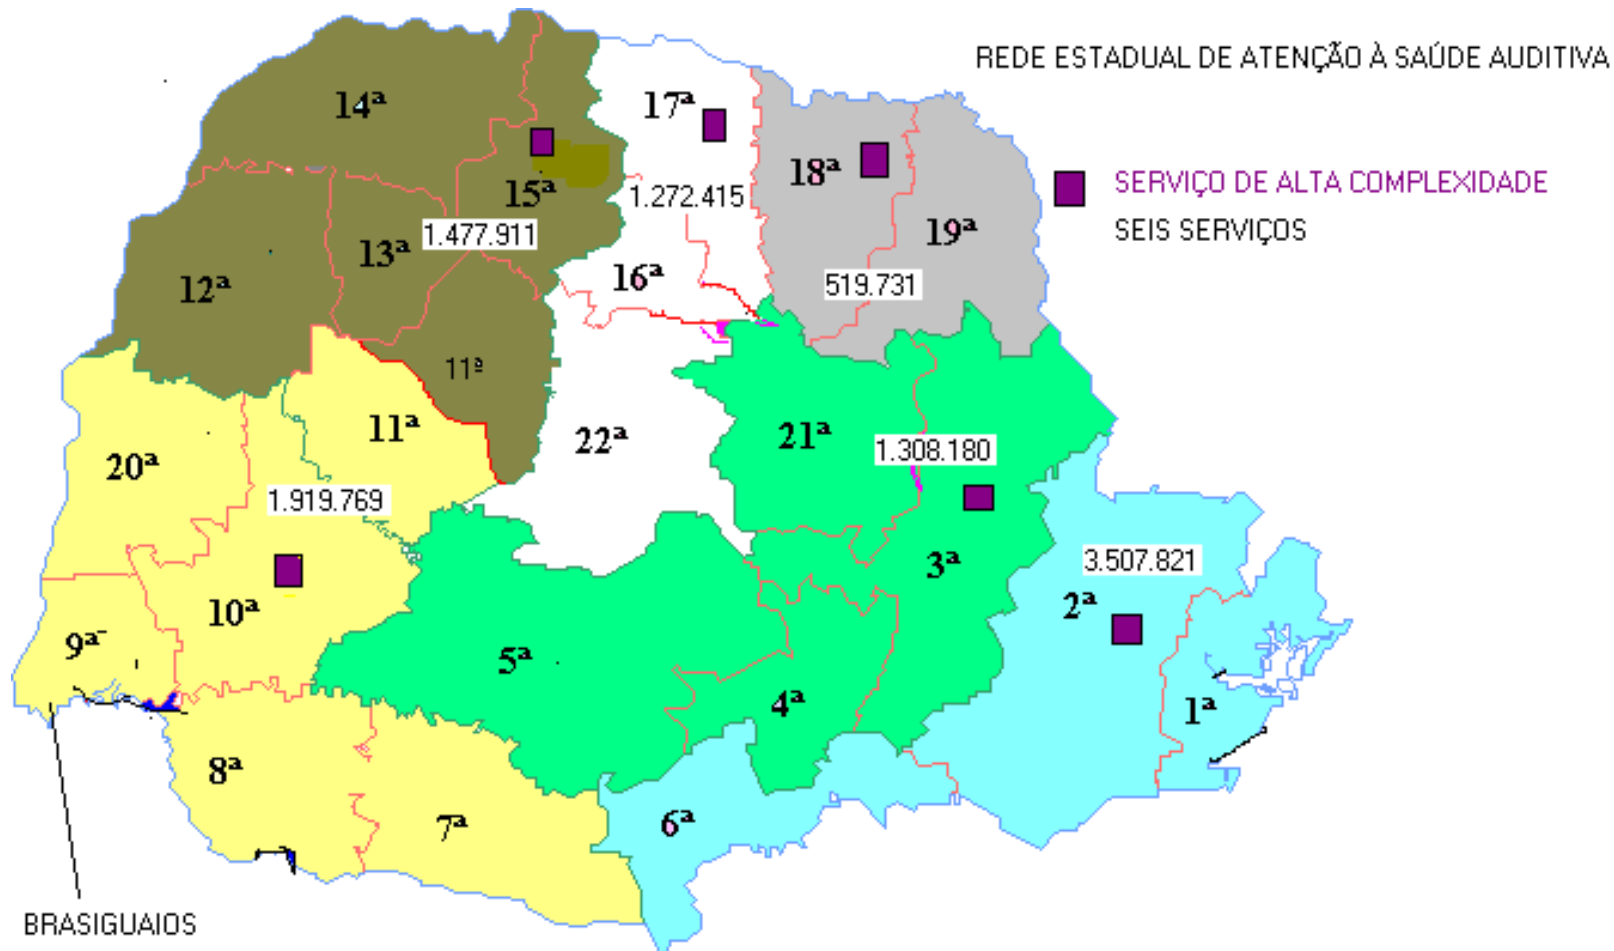 REDE ESTADUAL DE ATENÇÃO À SAÚDE AUDITIVA
14ª
17ª
18ª
SERVIÇO DE ALTA COMPLEXIDADE
15ª
1.272.415
SEIS SERVIÇOS
13ª
1.477.911
19ª
12ª
16ª
519.731
11ª
11ª
22ª
21ª
1.308.180
20ª
1.919.769
3ª
3.507.821
10ª
2ª
9ª
5ª
4ª
1ª
8ª
7ª
6ª
BRASIGUAIOS